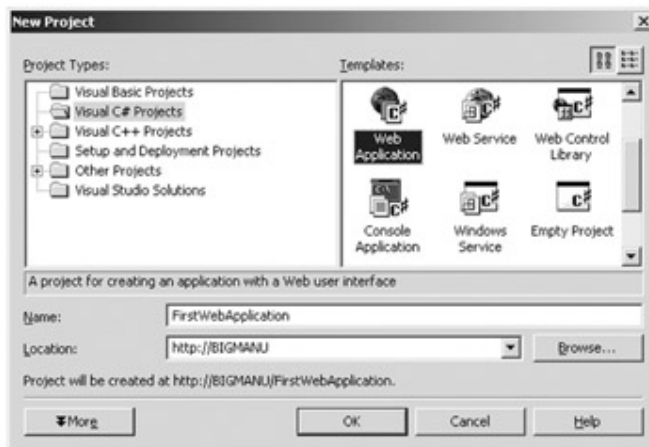 New Project
Project Types:
Templates:
Visual Basic Projects
Visual C# Projects
Visual C++ Projects
Setup and Deployment Projects
Other Projects
Visual Studio Solutions
Web Application
Web Service
Web Control Library
Console Application
Windows Service
Empty Project
A project for creating an application with a Web user interface
Name:
FirstWebApplication
Location:
http://BIGMANU
Browse...
Project will be created at http://BIGMANU/FirstWebApplication.
More
OK
Cancel
Help